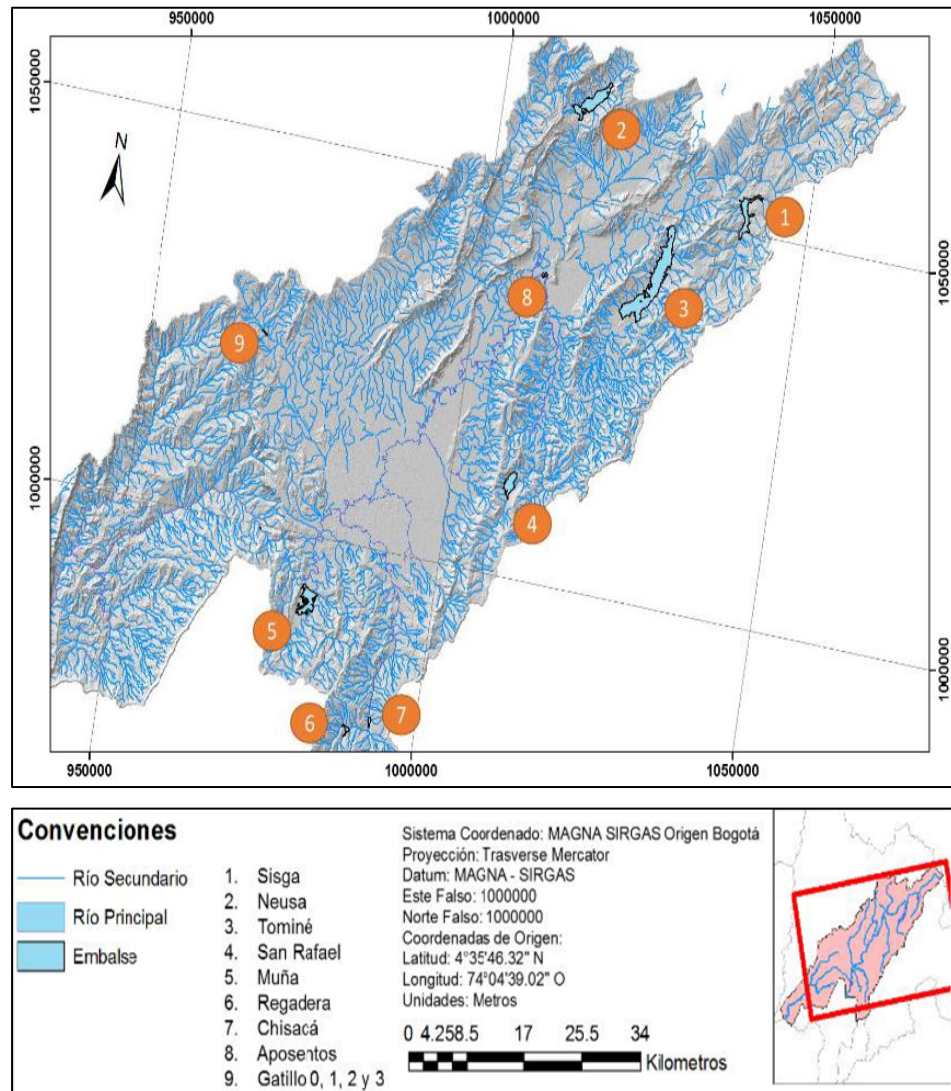 950000
1000000
1050000
1050000
N
2
1
1050000
3
8
9
1000000
4
5
1000000
6
7
950000
1000000
1050000
Convenciones
Río Secundario
Río Principal
Embalse
1. Sisga
2. Neusa
3. Tominé
4. San Rafael
5. Muña
6. Regadera
7. Chisacá
8. Aposentos
9. Gatillo 0, 1, 2 y 3
Sistema Coordenado: MAGNA SIRGAS Origen Bogotá
Proyección: Trasverse Mercator
Datum: MAGNA - SIRGAS
Este Falso: 1000000
Norte Falso: 1000000
Coordenadas de Origen:
Latitud: 4°35'46.32" N
Longitud: 74°04'39.02" O
Unidades: Metros
0 4.258.5 17 25.5 34
Kilometros